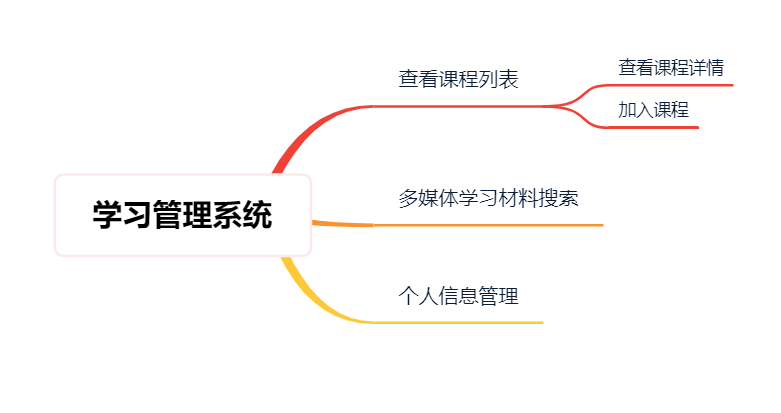 学习管理系统
查看课程列表
查看课程详情
加入课程
多媒体学习材料搜索
个人信息管理